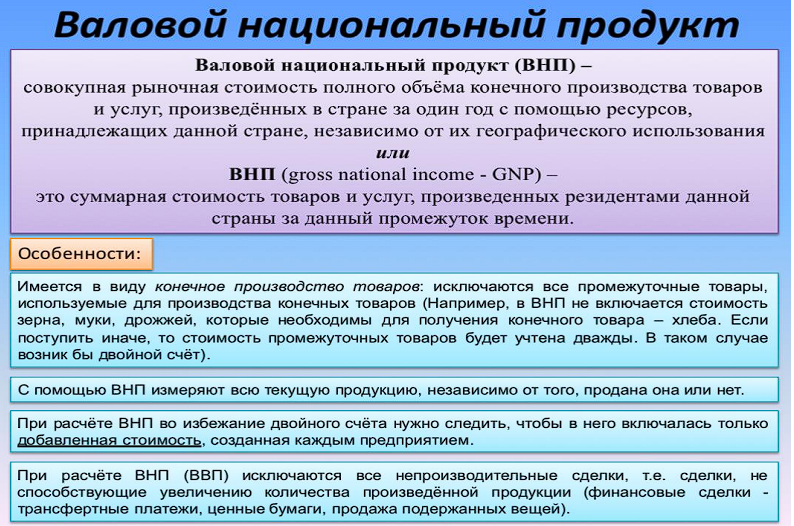 Валовой национальный продукт
Валовой национальный продукт (ВНП) –
совокупная рыночная стоимость полного объёма конечного производства товаров
и услуг, произведённых в стране за один год с помощью ресурсов,
принадлежащих данной стране, независимо от их географического использования
или
ВНП (gross national income - GNP) –
это суммарная стоимость товаров и услуг, произведенных резидентами данной
страны за данный промежуток времени.
Особенности:
Имеется в виду конечное производство товаров: исключаются все промежуточные товары,
используемые для производства конечных товаров (Например, в ВНП не включается стоимость
зерна, муки, дрожжей, которые необходимы для получения конечного товара – хлеба. Если
поступить иначе, то стоимость промежуточных товаров будет учтена дважды. В таком случае
возник бы двойной счёт).
С помощью ВНП измеряют всю текущую продукцию, независимо от того, продана она или нет.
При расчёте ВНП во избежание двойного счёта нужно следить, чтобы в него включалась только
добавленная стоимость, созданная каждым предприятием.
При расчёте ВНП (ВВП) исключаются все непроизводительные сделки, т.е. сделки, не
способствующие увеличению количества произведённой продукции (финансовые сделки -
трансфертные платежи, ценные бумаги, продажа подержанных вещей).